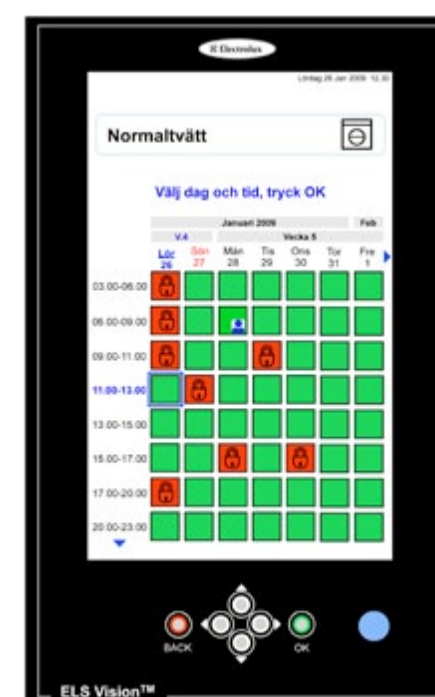 Electrolux
Lördag 26 Jan 2009 12.30
Normaltvätt
Välj dag och tid, tryck OK
Januari 2009 Feb
V.4 Vecka 5
Lör Sön Mån Tis Ons Tor Fre
26 27 28 29 30 31 1
03.00-06.00
06.00-09.00
09.00-11.00
11.00-13.00
13.00-15.00
15.00-17.00
17.00-20.00
20.00-23.00
BACK OK
ELS Vision™